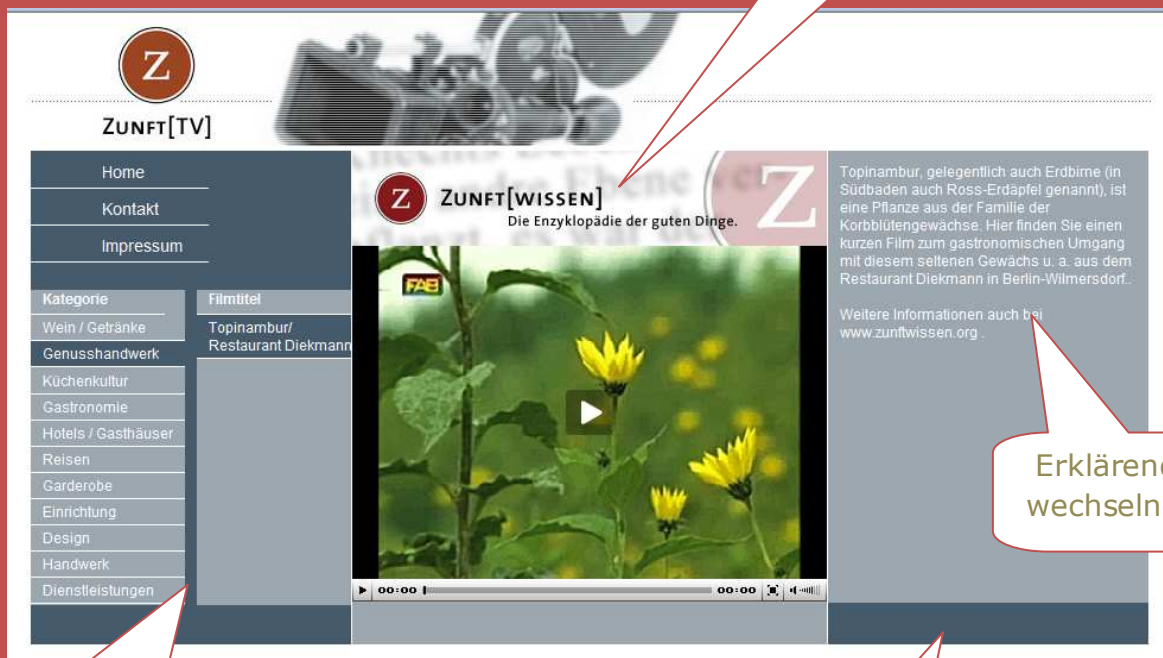 Z
ZUNFT[TV]
Home
Kontakt
Impressum
Kategorie
Wein / Getränke
Genusshandwerk
Küchenkultur
Gastronomie
Hotels / Gasthäuser
Reisen
Garderobe
Einrichtung
Design
Handwerk
Dienstleistungen
Filmtitel
Topinambur/
Restaurant Diekmann
Z
ZUNFT[WISSEN]
Die Enzyklopädie der guten Dinge.
Z
FAB
00:00
00:00
Topinambur, gelegentlich auch Erdbirne (in
Südbaden auch Ross-Erdäpfel genannt), ist
eine Pflanze aus der Familie der
Korbblütengewächse. Hier finden Sie einen
kurzen Film zum gastronomischen Umgang
mit diesem seltenen Gewächs u. a. aus dem
Restaurant Diekmann in Berlin-Wilmersdorf..
Weitere Informationen auch bei
www.zunftwissen.org .
wechseln